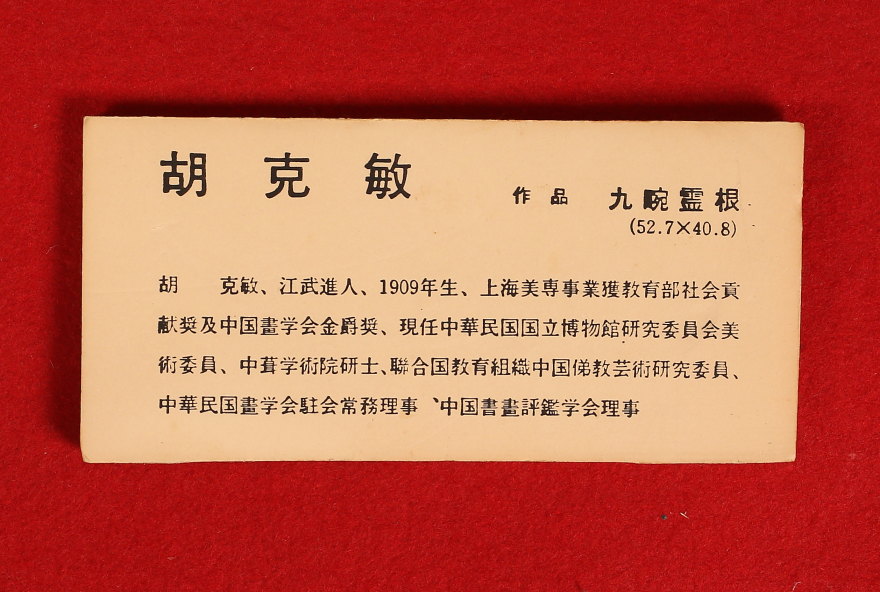 胡 克 敏
作 品 九畹霊根
(52.7×40.8)
胡 克敏、江武進人、1909年生、上海美専事業獲教育部社会貢
献奨及中国畫学会金爵奨、現任中華民国国立博物館研究委員会美
術委員、中葺学術院研士、聯合国教育組織中国俤教芸術研究委員、
中華民国畫学会駐会常務理事、中国書畫評鑑学会理事